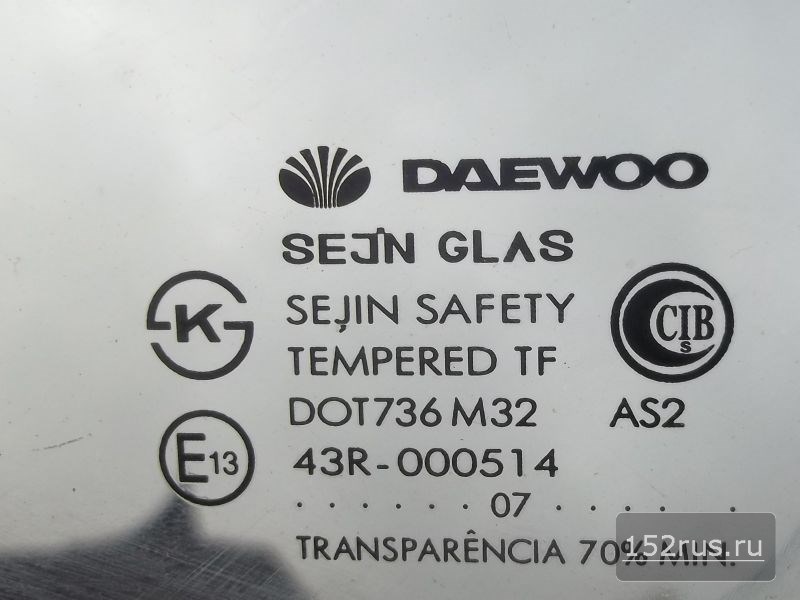 DAEWOO
SEJIN GLAS
K
SEJIN SAFETY
CIB
S
TEMPERED TF
DOT736 M32 AS2
E13
43R-000514
. . . . . . 07 . . . . . .
TRANSPARÊNCIA 70% MIN.
152rus.ru